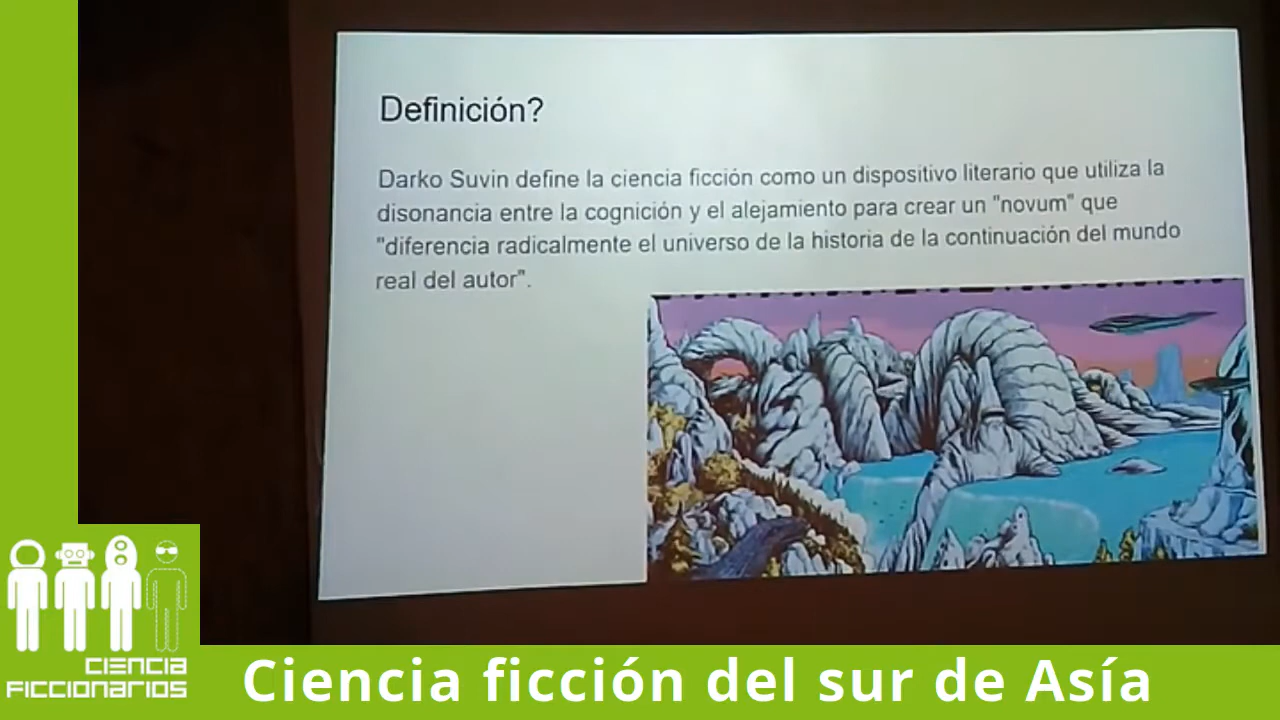 Definición?
Darko Suvin define la ciencia ficción como un dispositivo literario que utiliza la
disonancia entre la cognición y el alejamiento para crear un "novum" que
"diferencia radicalmente el universo de la historia de la continuación del mundo
real del autor".
CIENCIA
FICCIONARIOS
Ciencia ficción del sur de Asía